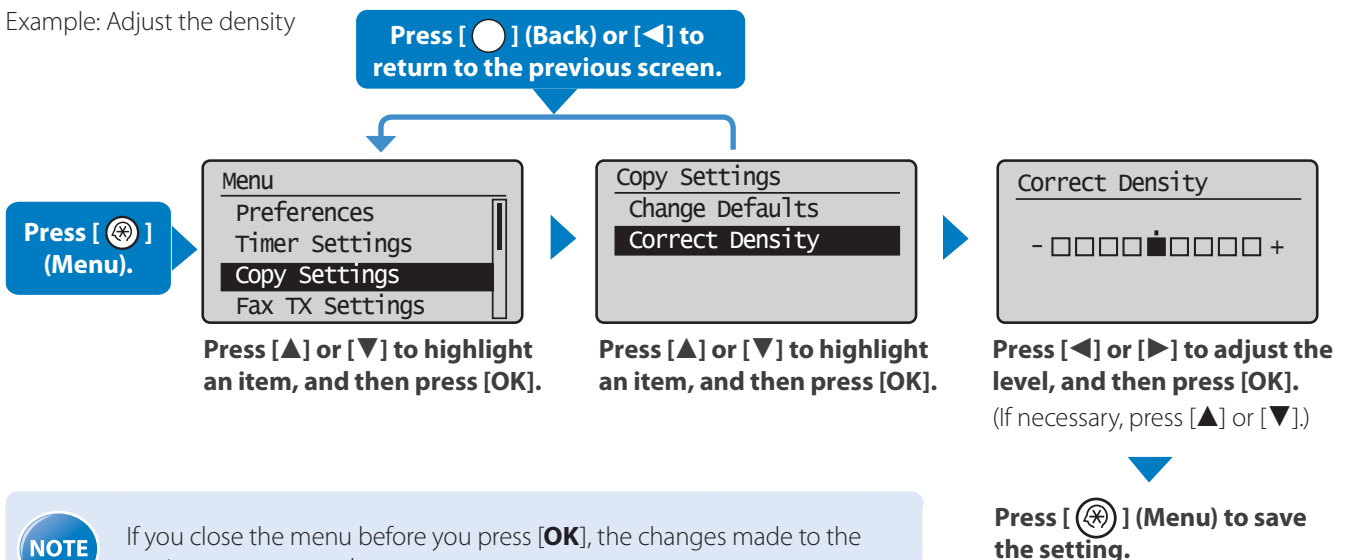 Example: Adjust the density
Press [ ] (Back) or [◀] to
return to the previous screen.
Press [ ]
(Menu).
Menu
Preferences
Timer Settings
Copy Settings
Fax TX Settings
Press [▲] or [▼] to highlight
an item, and then press [OK].
Copy Settings
Change Defaults
Correct Density
Press [▲] or [▼] to highlight
an item, and then press [OK].
Correct Density
- +
Press [◀] or [▶] to adjust the
level, and then press [OK].
(If necessary, press [▲] or [▼].)
Press [ ] (Menu) to save
the setting.
NOTE
If you close the menu before you press [OK], the changes made to the